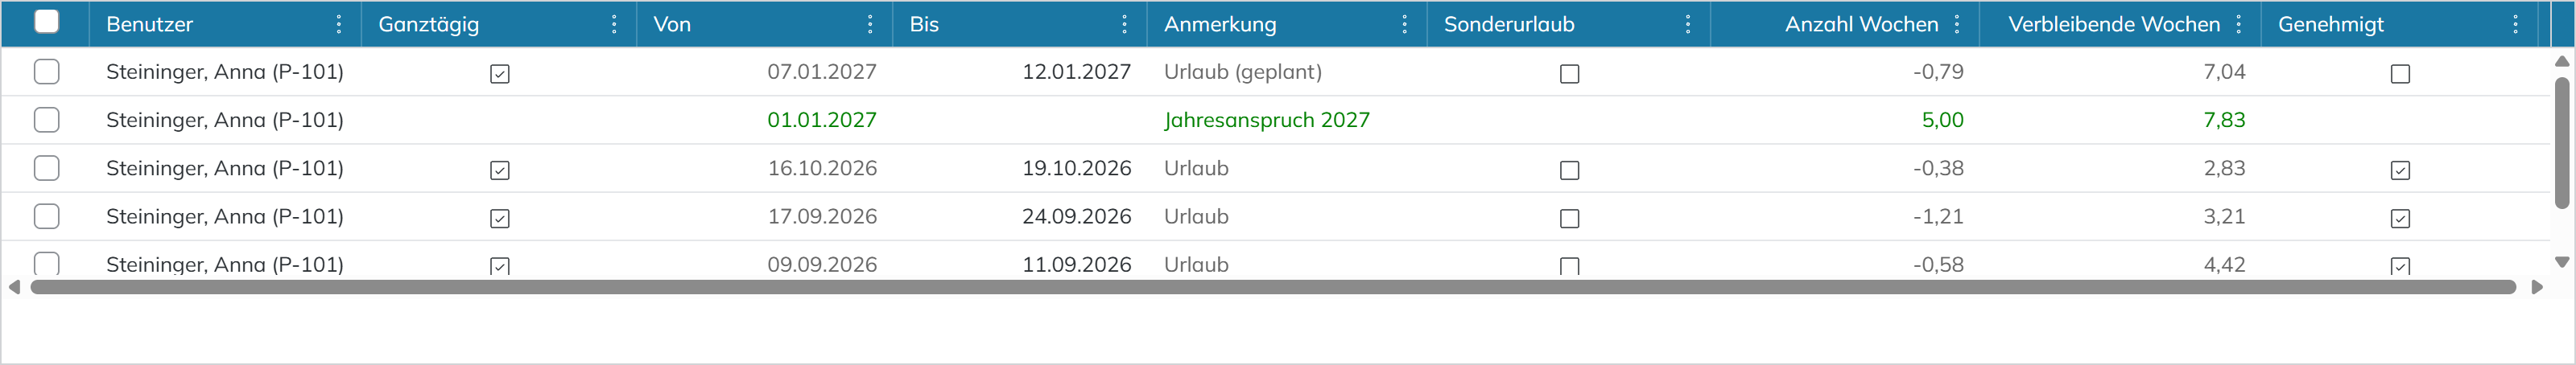 Benutzer Ganztägig Von Bis Anmerkung Sonderurlaub Anzahl Wochen Verbleibende Wochen Genehmigt
Steininger, Anna (P-101) 07.01.2027 12.01.2027 Urlaub (geplant) -0,79 7,04
Steininger, Anna (P-101) 01.01.2027 Jahresanspruch 2027 5,00 7,83
Steininger, Anna (P-101) 16.10.2026 19.10.2026 Urlaub -0,38 2,83
Steininger, Anna (P-101) 17.09.2026 24.09.2026 Urlaub -1,21 3,21
Steininger, Anna (P-101) 09.09.2026 11.09.2026 Urlaub -0,58 4,42